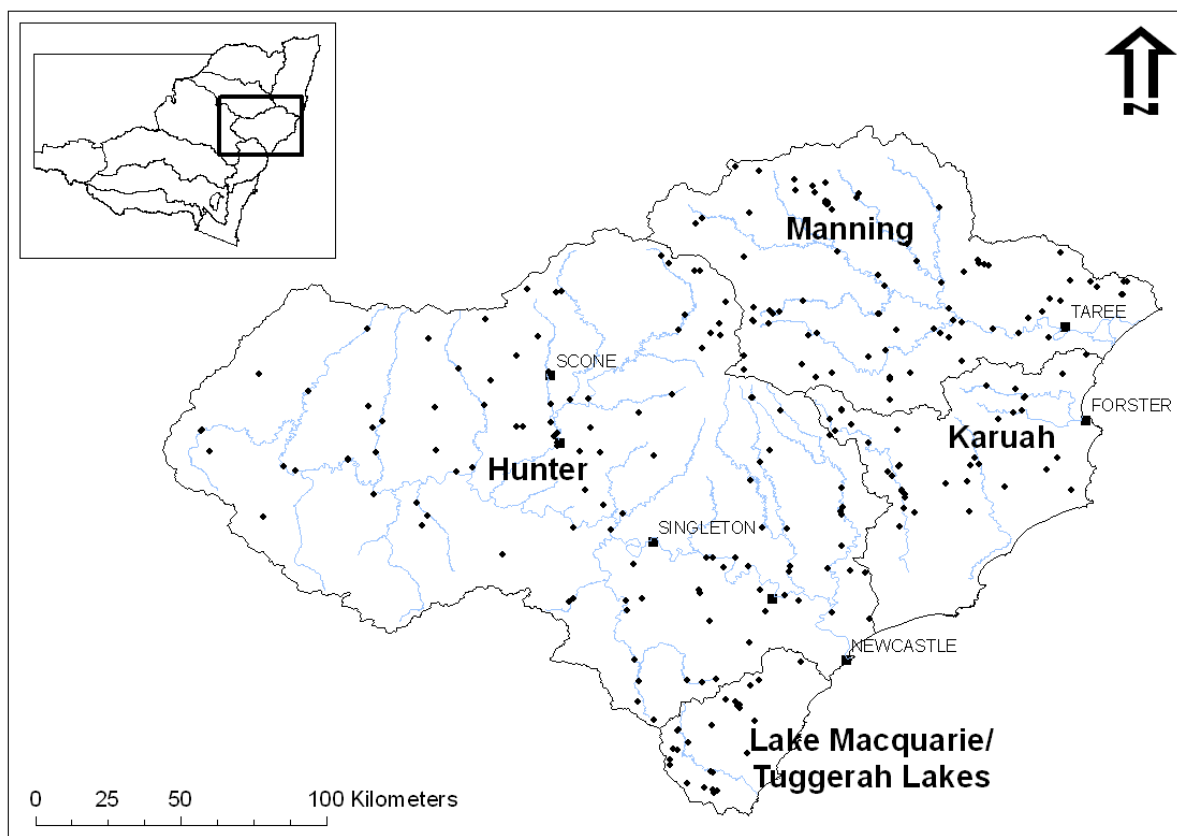 N
Manning
TAREE
SCONE
FORSTER
Karuah
Hunter
SINGLETON
NEWCASTLE
Lake Macquarie/
Tuggerah Lakes
0 25 50 100 Kilometers